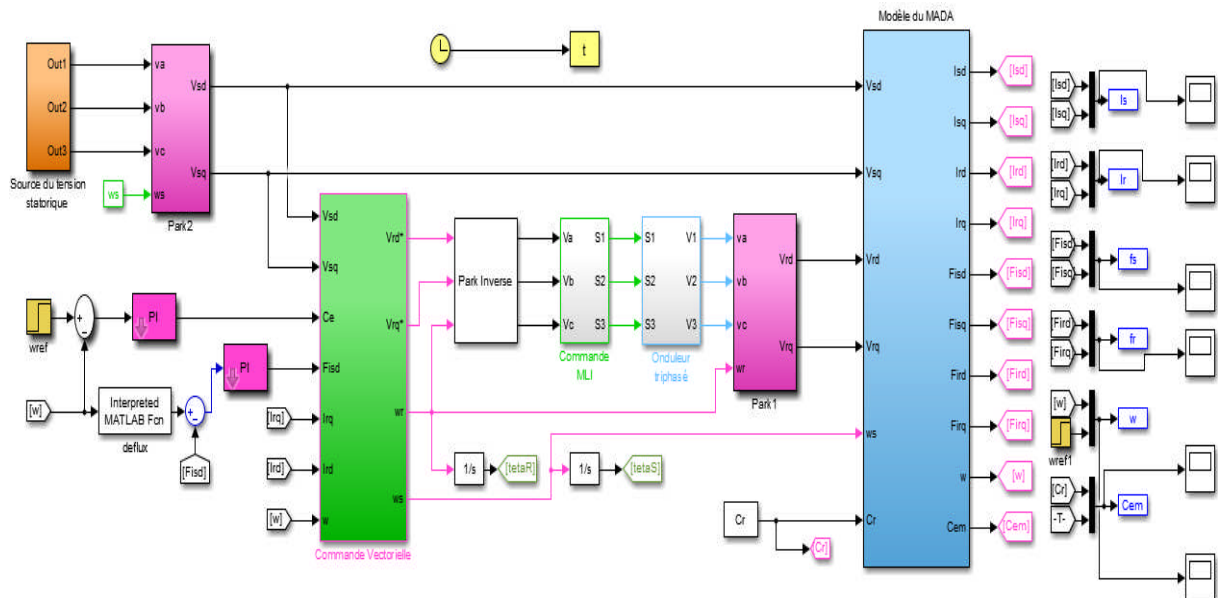 Modèle du MADA
Out1
Out2
Out3
Source du tension
statorique
va
vb
vc
ws
Vsd
Vsq
Park2
ws
t
wref
+
-
PI
PI
[w]
Interpreted
MATLAB Fcn
deflux
+
-
[Fisd]
[Irq]
[Ird]
[w]
Vsd
Vsq
Ce
Fisd
Irq
Ird
w
Vrd*
Vrq*
wr
ws
Commande Vectorielle
Park Inverse
Va
Vb
Vc
S1
S2
S3
Commande
MLI
S1
S2
S3
V1
V2
V3
Onduleur
triphasé
va
vb
vc
wr
Vrd
Vrq
Park1
1/s
[tetaR]
1/s
[tetaS]
Cr
[Cr]
Vsd
Vsq
Vrd
Vrq
ws
Cr
Isd
Isq
Ird
Irq
Fisd
Fisq
Fird
Firq
w
Cem
[Isd]
[Isq]
[Ird]
[Irq]
[Fisd]
[Fisq]
[Fird]
[Firq]
[w]
[Cem]
[Isd]
[Isq]
Is
[Ird]
[Irq]
Ir
[Fisd]
[Fisq]
fs
[Fird]
[Firq]
fr
[w]
wref1
w
[Cr]
-T-
Cem